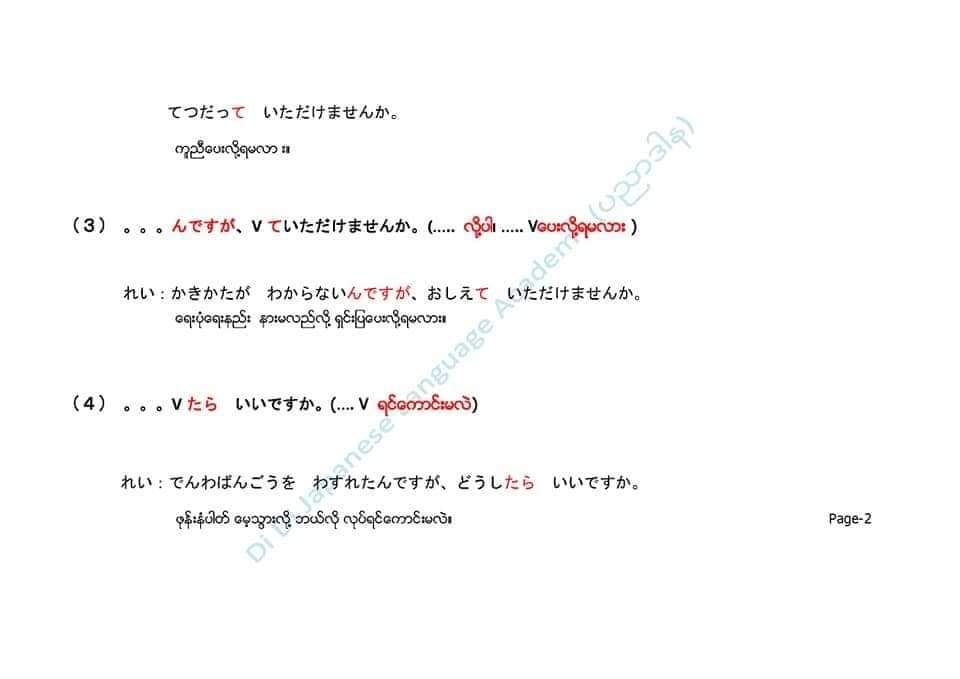 てつだって　いただけませんか。
ကူညီပေးလို့ရမလား ။
（３）　。。。んですが、V ていただけませんか。(..... လို့ပါ၊ ..... Vပေးလို့ရမလား )
れい：かきかたが　わからないんですが、おしえて　いただけませんか。
ရေးပုံရေးနည်း နားမလည်လို့ ရှင်းပြပေးလို့ရမလား။
（４）　。。。V たら　いいですか。(.... V ရင်ကောင်းမလဲ)
れい：でんわばんごうを　わすれたんですが、どうしたら　いいですか。
ဖုန်းနံပါတ် မေ့သွားလို့ ဘယ်လို လုပ်ရင်ကောင်းမလဲ။
Page-2
Japanese Language Academy (ပညာဒါန)